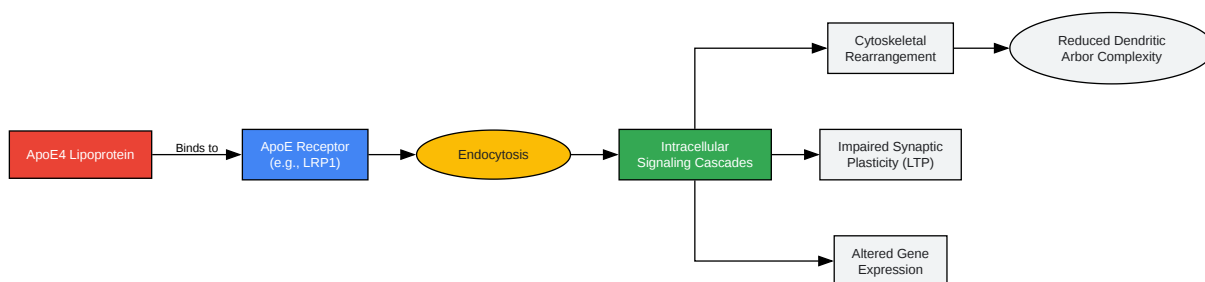 Cytoskeletal
Rearrangement
Reduced Dendritic
Arbor Complexity
ApoE4 Lipoprotein
Binds to
ApoE Receptor
(e.g., LRP1)
Endocytosis
Intracellular
Signaling Cascades
Impaired Synaptic
Plasticity (LTP)
Altered Gene
Expression